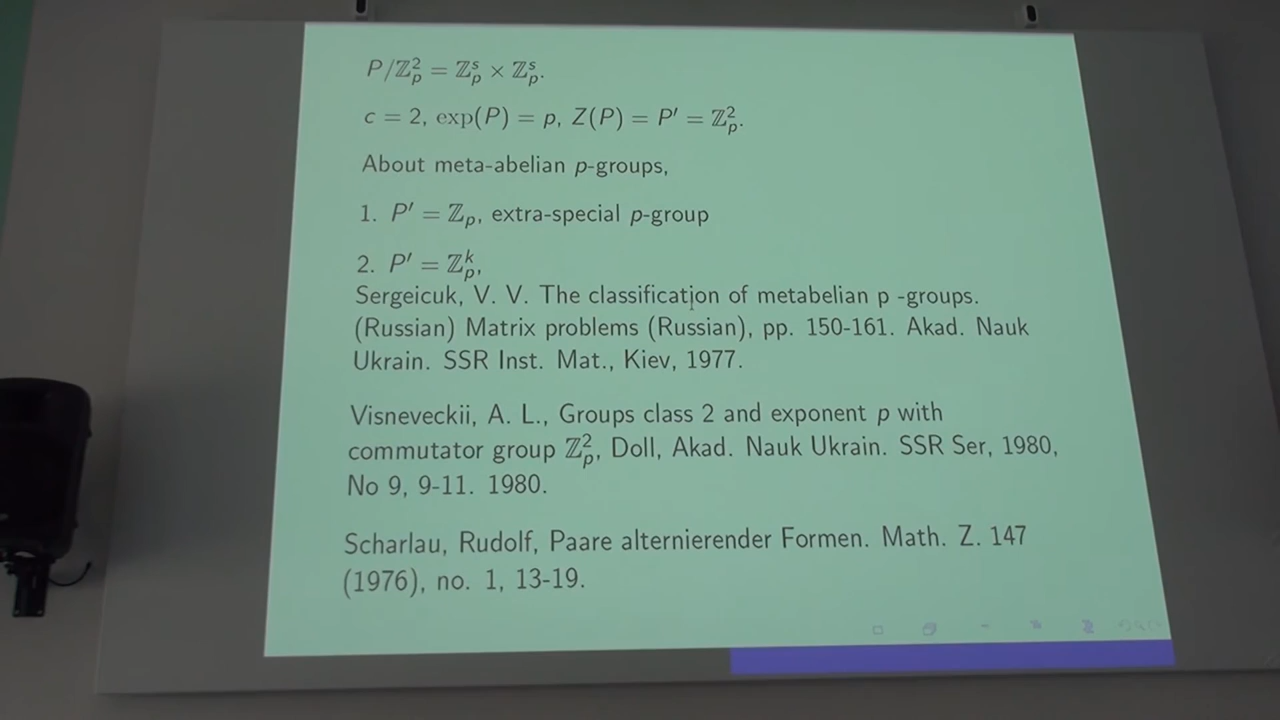 P/ℤ²ₚ = ℤˢₚ × ℤˢₚ.
c = 2, exp(P) = p, Z(P) = P′ = ℤ²ₚ.
About meta-abelian p-groups,
1. P′ = ℤₚ, extra-special p-group
2. P′ = ℤᵏₚ,
Sergeicuk, V. V. The classification of metabelian p -groups.
(Russian) Matrix problems (Russian), pp. 150-161. Akad. Nauk
Ukrain. SSR Inst. Mat., Kiev, 1977.
Visneveckii, A. L., Groups class 2 and exponent p with
commutator group ℤ²ₚ, Doll, Akad. Nauk Ukrain. SSR Ser, 1980,
No 9, 9-11. 1980.
Scharlau, Rudolf, Paare alternierender Formen. Math. Z. 147
(1976), no. 1, 13-19.